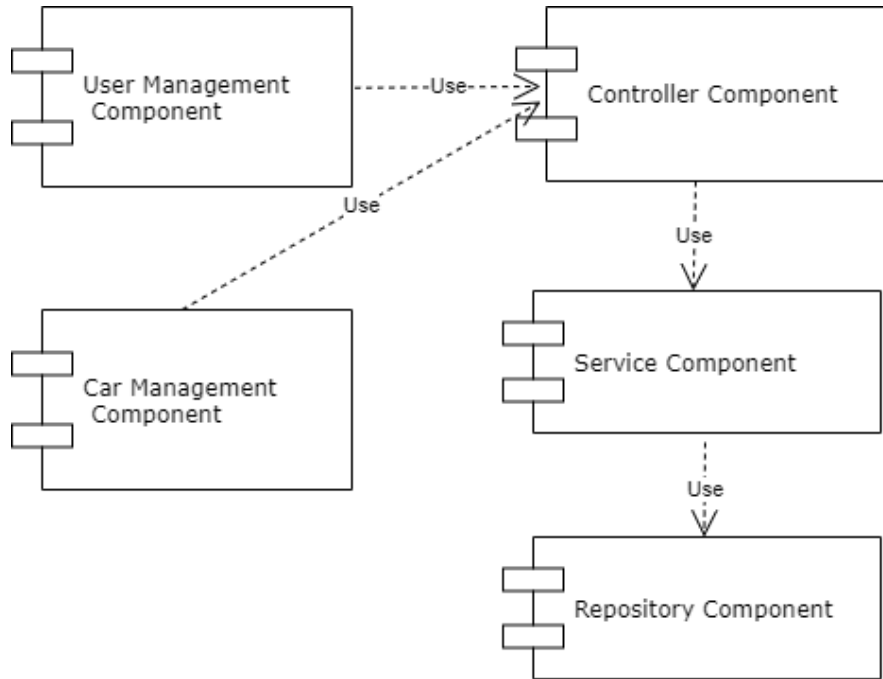 User Management
Component
Use
Controller Component
Use
Use
Car Management
Component
Service Component
Use
Repository Component